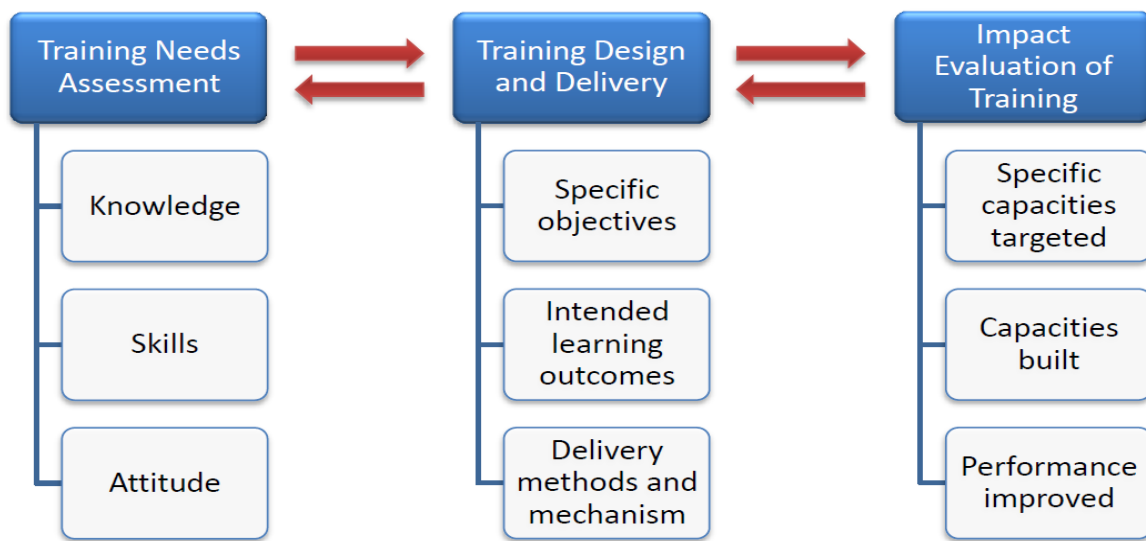 Training Needs
Assessment
Training Design
and Delivery
Impact
Evaluation of
Training
Knowledge
Skills
Attitude
Specific
objectives
Intended
learning
outcomes
Delivery
methods and
mechanism
Specific
capacities
targeted
Capacities
built
Performance
improved